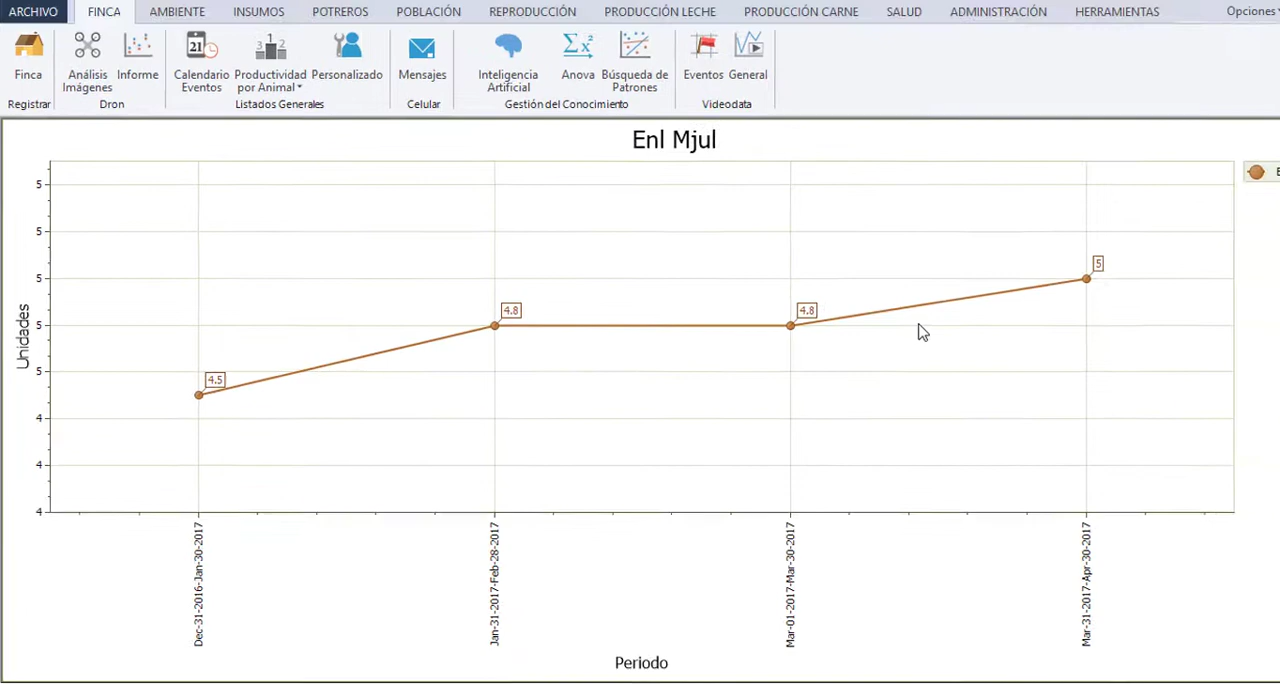 ARCHIVO FINCA AMBIENTE INSUMOS POTREROS POBLACIÓN REPRODUCCIÓN PRODUCCIÓN LECHE PRODUCCIÓN CARNE SALUD ADMINISTRACIÓN HERRAMIENTAS Opciones
Finca
Análisis Imágenes
Informe
Calendario Eventos
Productividad por Animal
Personalizado
Mensajes
Inteligencia Artificial
Anova
Búsqueda de Patrones
Eventos
General
Registrar Dron Listados Generales Celular Gestión del Conocimiento Videodata
Enl Mjul
5
5
5
5
5
4
4
4
Unidades
4.5
4.8
4.8
5
Dec-31-2016-Jan-30-2017
Jan-31-2017-Feb-28-2017
Mar-01-2017-Mar-30-2017
Mar-31-2017-Apr-30-2017
Periodo